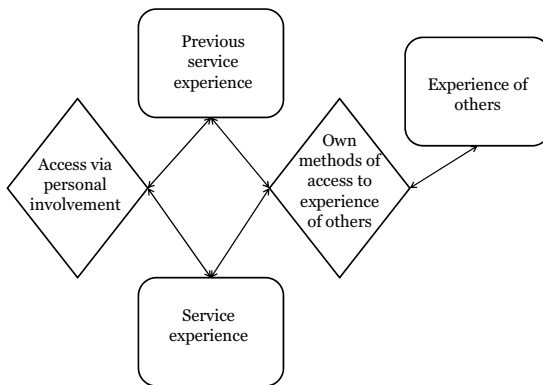 Previous
service
experience
Experience of
others
Access via
personal
involvement
Own
methods of
access to
experience
of others
Service
experience